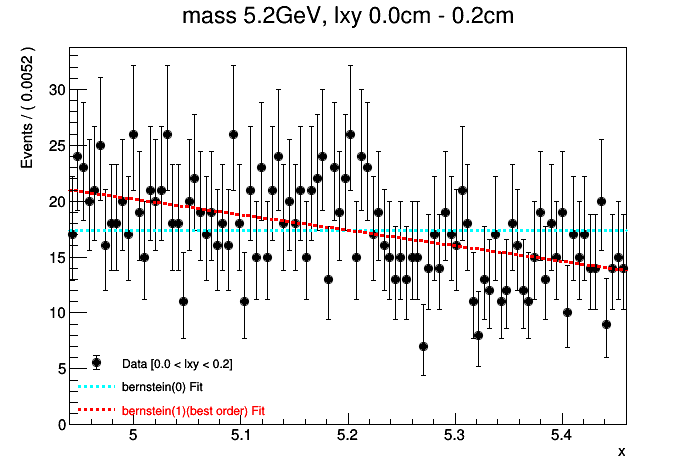 mass 5.2GeV, lxy 0.0cm - 0.2cm
Events / ( 0.0052 )
30
25
20
15
10
5
0
Data [0.0 < lxy < 0.2]
bernstein(0) Fit
bernstein(1)(best order) Fit
5
5.1
5.2
5.3
5.4
x